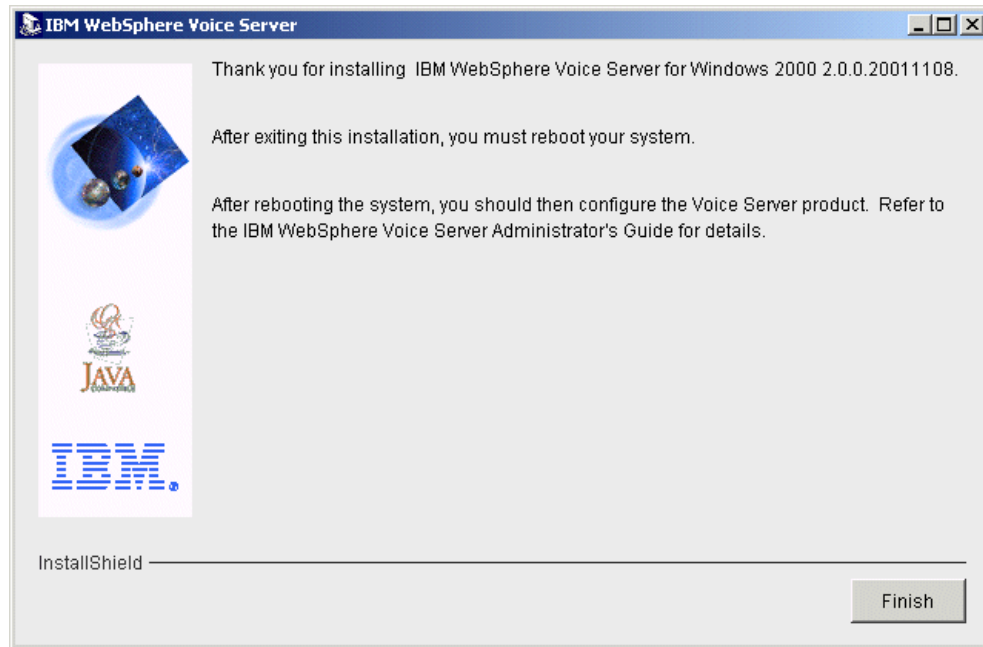 IBM WebSphere Voice Server
Thank you for installing IBM WebSphere Voice Server for Windows 2000 2.0.0.20011108.
After exiting this installation, you must reboot your system.
After rebooting the system, you should then configure the Voice Server product. Refer to
the IBM WebSphere Voice Server Administrator's Guide for details.
JAVA
COMPATIBLE
IBM.
InstallShield
Finish